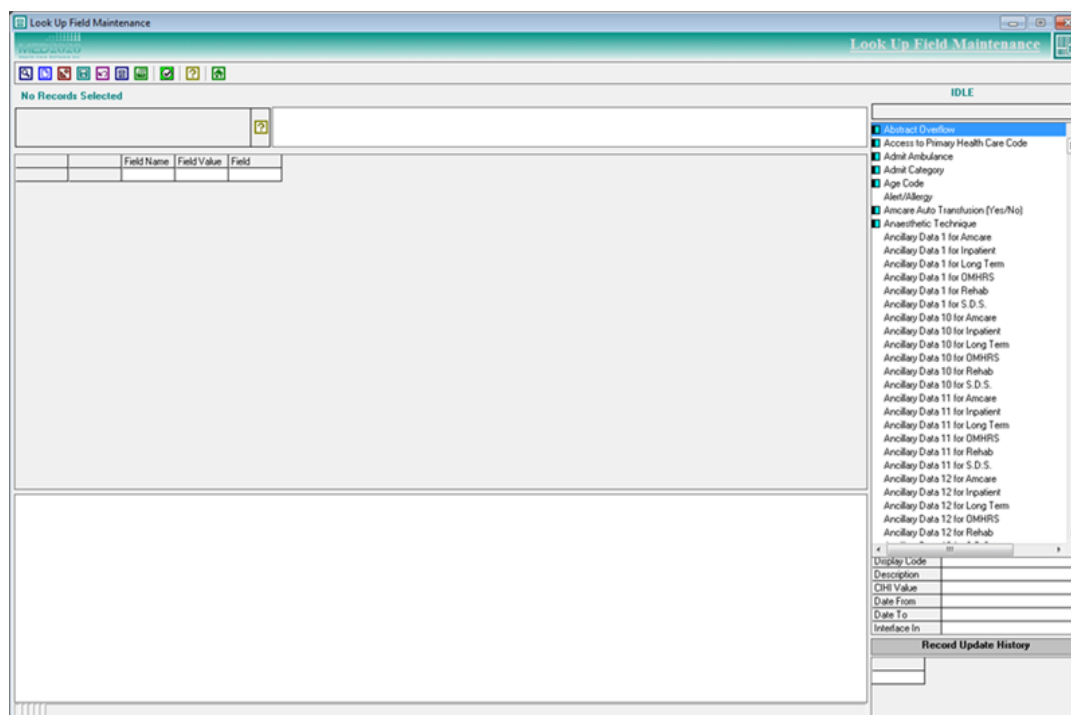 Look Up Field Maintenance
MED2020
Look Up Field Maintenance
No Records Selected
IDLE
Field Name Field Value Field
Abstract Overflow
Access to Primary Health Care Code
Admit Ambulance
Admit Category
Age Code
Alert/Allergy
Amcare Auto Transfusion (Yes/No)
Anaesthetic Technique
Ancillary Data 1 for Amcare
Ancillary Data 1 for Inpatient
Ancillary Data 1 for Long Term
Ancillary Data 1 for OMHRS
Ancillary Data 1 for Rehab
Ancillary Data 1 for S.D.S.
Ancillary Data 10 for Amcare
Ancillary Data 10 for Inpatient
Ancillary Data 10 for Long Term
Ancillary Data 10 for OMHRS
Ancillary Data 10 for Rehab
Ancillary Data 10 for S.D.S.
Ancillary Data 11 for Amcare
Ancillary Data 11 for Inpatient
Ancillary Data 11 for Long Term
Ancillary Data 11 for OMHRS
Ancillary Data 11 for Rehab
Ancillary Data 11 for S.D.S.
Ancillary Data 12 for Amcare
Ancillary Data 12 for Inpatient
Ancillary Data 12 for Long Term
Ancillary Data 12 for OMHRS
Ancillary Data 12 for Rehab
Display Code
Description
CIHI Value
Date From
Date To
Interface In
Record Update History